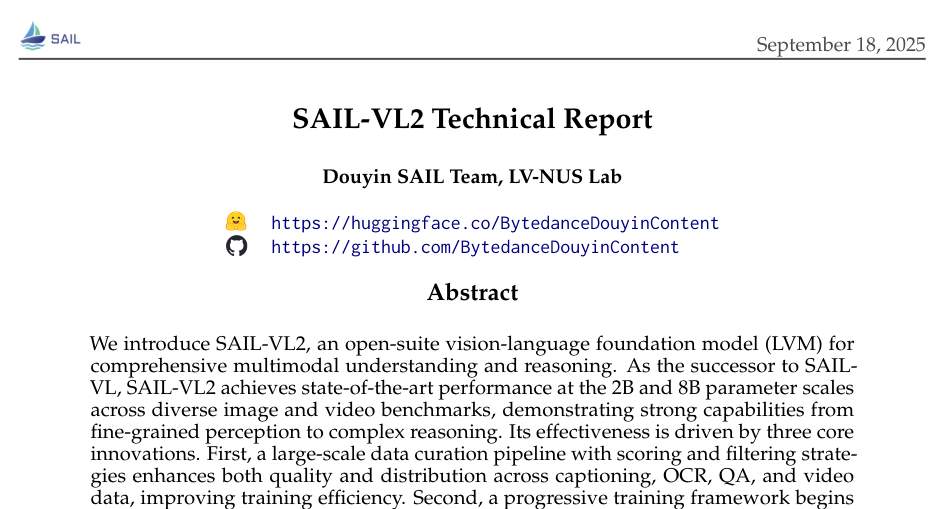 SAIL
September 18, 2025
SAIL-VL2 Technical Report
Douyin SAIL Team, LV-NUS Lab
https://huggingface.co/BytedanceDouyinContent
https://github.com/BytedanceDouyinContent
Abstract
We introduce SAIL-VL2, an open-suite vision-language foundation model (LVM) for
comprehensive multimodal understanding and reasoning. As the successor to SAIL-
VL, SAIL-VL2 achieves state-of-the-art performance at the 2B and 8B parameter scales
across diverse image and video benchmarks, demonstrating strong capabilities from
fine-grained perception to complex reasoning. Its effectiveness is driven by three core
innovations. First, a large-scale data curation pipeline with scoring and filtering strate-
gies enhances both quality and distribution across captioning, OCR, QA, and video
data, improving training efficiency. Second, a progressive training framework begins